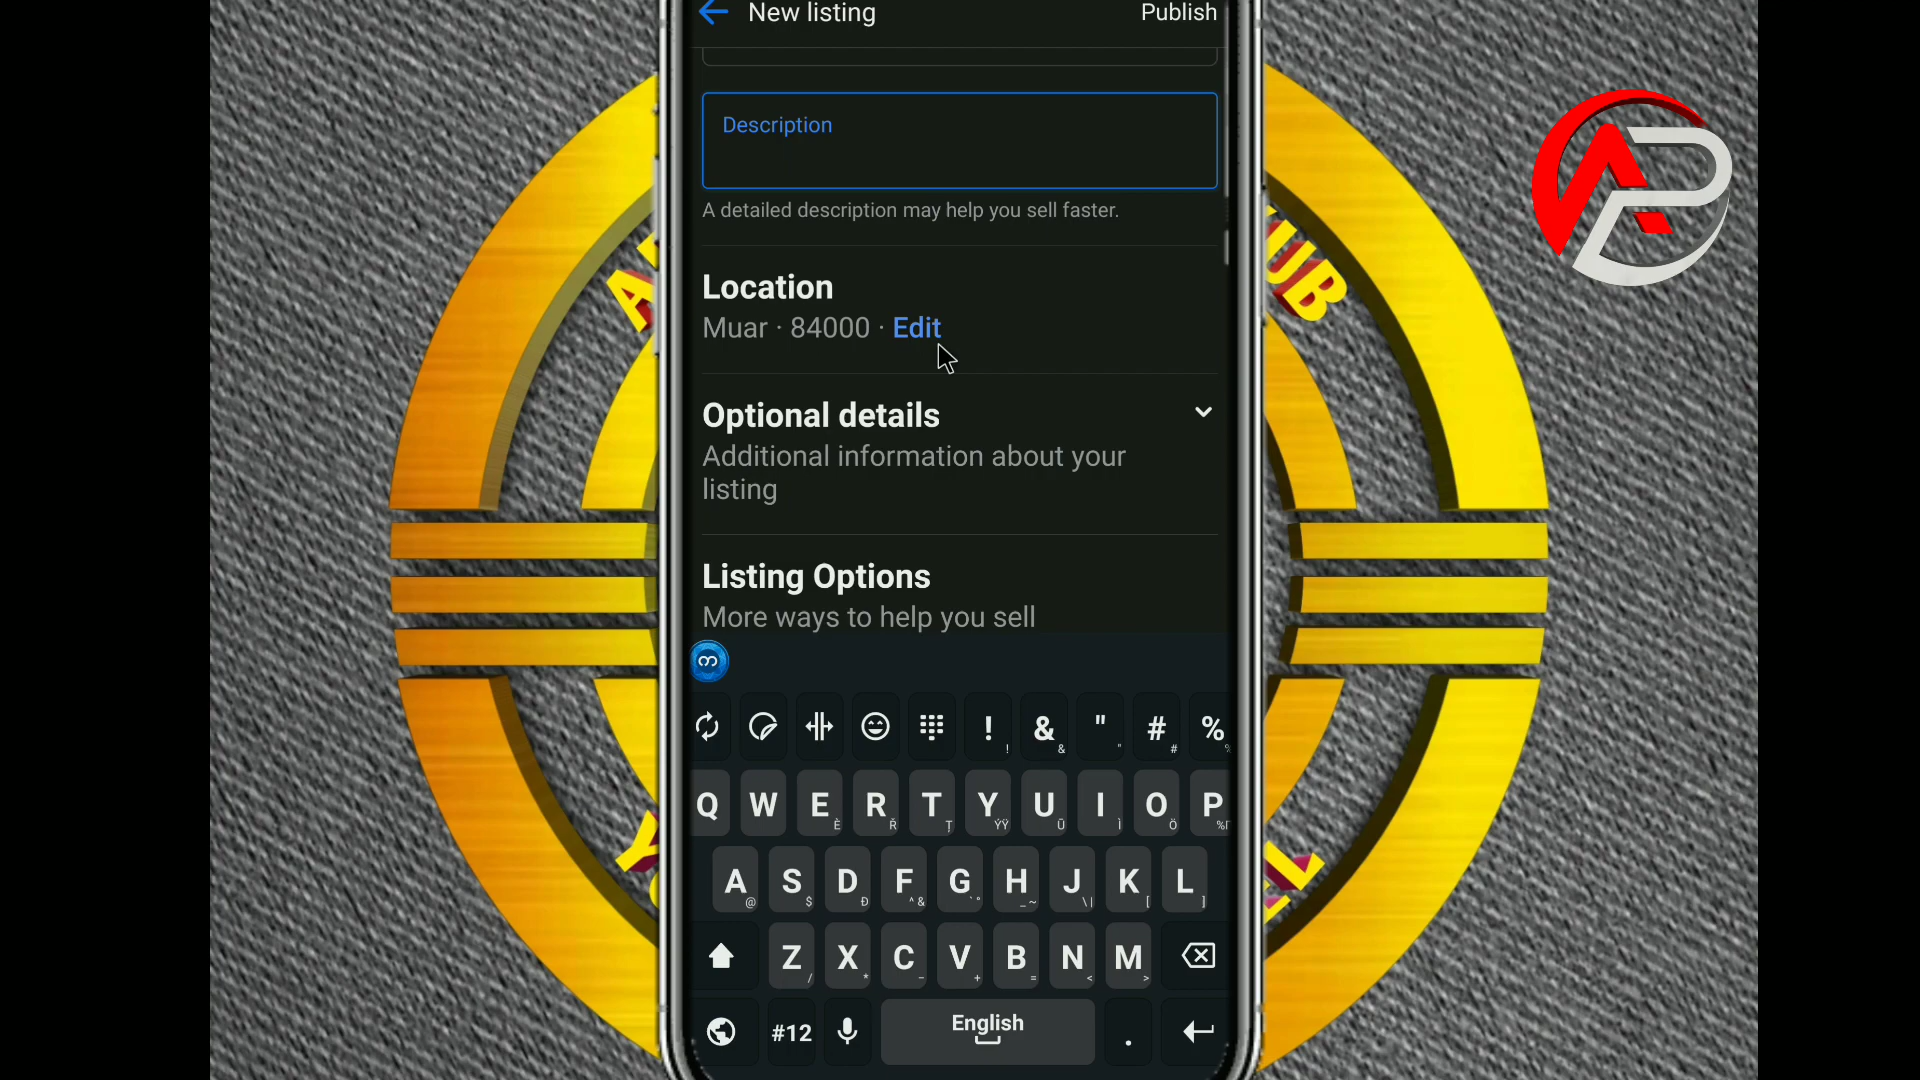 New listing
Publish
Description
A detailed description may help you sell faster.
Location
Muar · 84000 · Edit
Optional details
Additional information about your
listing
Listing Options
More ways to help you sell
! & " # %
Q W E R T Y U I O P
A S D F G H J K L
Z X C V B N M
#12 English .
UB